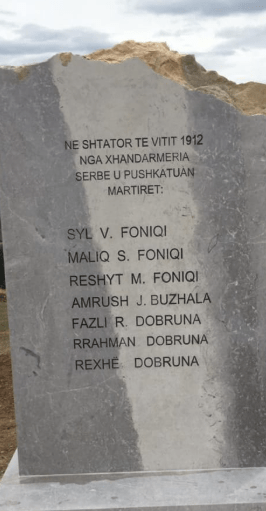 NE SHTATOR TE VITIT 1912
NGA XHANDARMERIA
SERBE U PUSHKATUAN
MARTIRET:
SYL V. FONIQI
MALIQ S. FONIQI
RESHYT M. FONIQI
AMRUSH J. BUZHALA
FAZLI R. DOBRUNA
RRAHMAN DOBRUNA
REXHË DOBRUNA